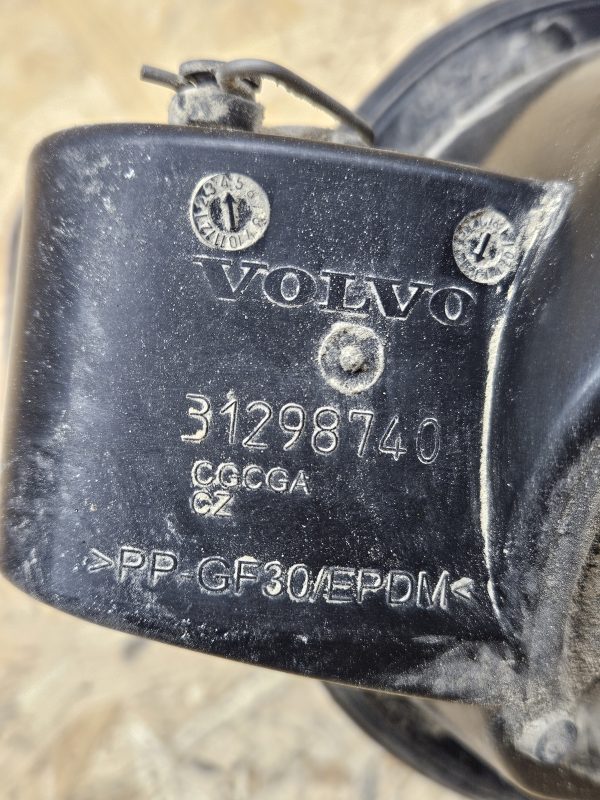 VOLVO
31298740
CGCGA
CZ
>PP-GF30/EPDM<